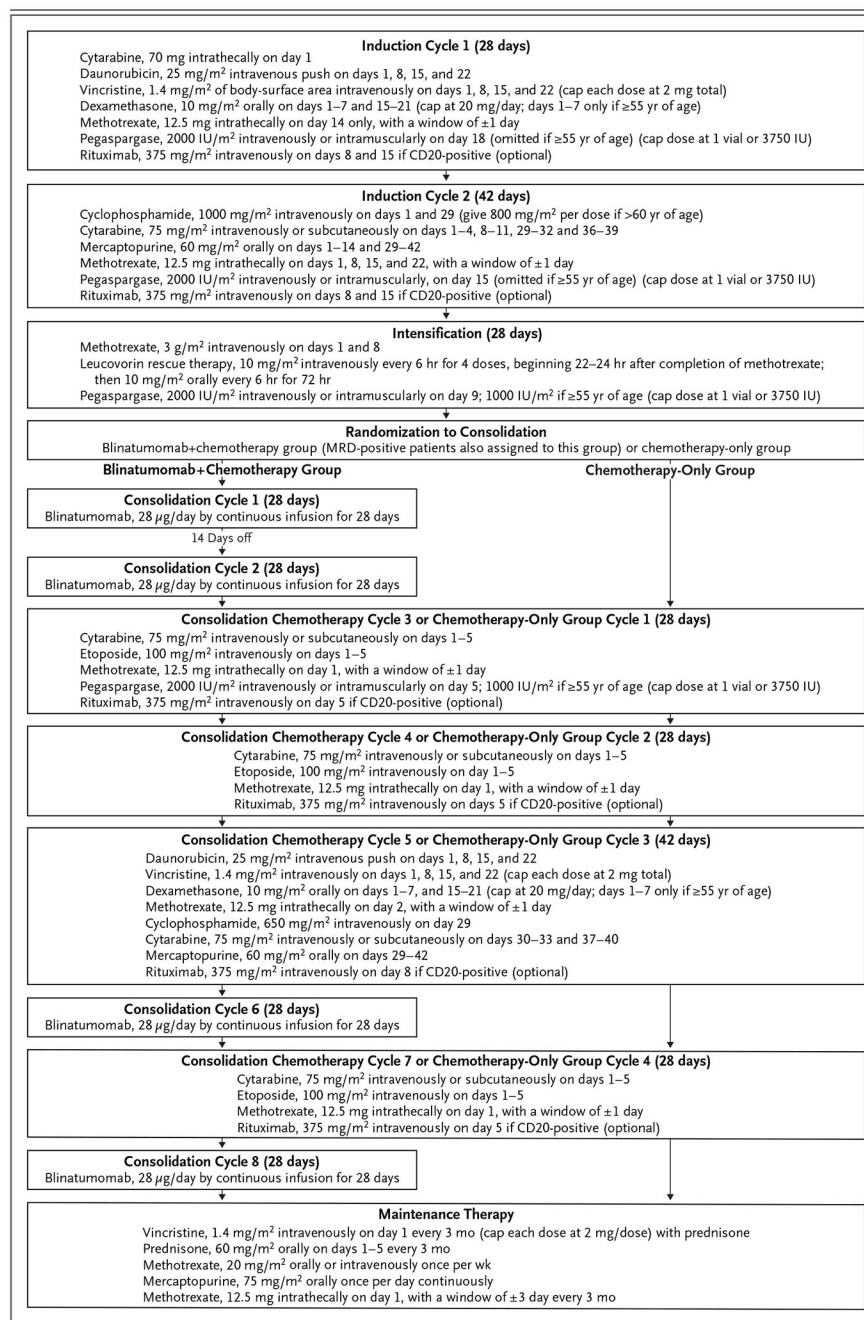 Induction Cycle 1 (28 days)
Cytarabine, 70 mg intrathecally on day 1
Daunorubicin, 25 mg/m² intravenous push on days 1, 8, 15, and 22
Vincristine, 1.4 mg/m² of body-surface area intravenously on days 1, 8, 15, and 22 (cap each dose at 2 mg total)
Dexamethasone, 10 mg/m² orally on days 1–7 and 15–21 (cap at 20 mg/day; days 1–7 only if ≥55 yr of age)
Methotrexate, 12.5 mg intrathecally on day 14 only, with a window of ±1 day
Pegaspargase, 2000 IU/m² intravenously or intramuscularly on day 18 (omitted if ≥55 yr of age) (cap dose at 1 vial or 3750 IU)
Rituximab, 375 mg/m² intravenously on days 8 and 15 if CD20-positive (optional)
Induction Cycle 2 (42 days)
Cyclophosphamide, 1000 mg/m² intravenously on days 1 and 29 (give 800 mg/m² per dose if >60 yr of age)
Cytarabine, 75 mg/m² intravenously or subcutaneously on days 1–4, 8–11, 29–32 and 36–39
Mercaptopurine, 60 mg/m² orally on days 1–14 and 29–42
Methotrexate, 12.5 mg intrathecally on days 1, 8, 15, and 22, with a window of ±1 day
Pegaspargase, 2000 IU/m² intravenously or intramuscularly, on day 15 (omitted if ≥55 yr of age) (cap dose at 1 vial or 3750 IU)
Rituximab, 375 mg/m² intravenously on days 8 and 15 if CD20-positive (optional)
Intensification (28 days)
Methotrexate, 3 g/m² intravenously on days 1 and 8
Leucovorin rescue therapy, 10 mg/m² intravenously every 6 hr for 4 doses, beginning 22–24 hr after completion of methotrexate;
then 10 mg/m² orally every 6 hr for 72 hr
Pegaspargase, 2000 IU/m² intravenously or intramuscularly on day 9; 1000 IU/m² if ≥55 yr of age (cap dose at 1 vial or 3750 IU)
Randomization to Consolidation
Blinatumomab+chemotherapy group (MRD-positive patients also assigned to this group) or chemotherapy-only group
Blinatumomab+Chemotherapy Group
Chemotherapy-Only Group
Consolidation Cycle 1 (28 days)
Blinatumomab, 28 µg/day by continuous infusion for 28 days
14 Days off
Consolidation Cycle 2 (28 days)
Blinatumomab, 28 µg/day by continuous infusion for 28 days
Consolidation Chemotherapy Cycle 3 or Chemotherapy-Only Group Cycle 1 (28 days)
Cytarabine, 75 mg/m² intravenously or subcutaneously on days 1–5
Etoposide, 100 mg/m² intravenously on days 1–5
Methotrexate, 12.5 mg intrathecally on day 1, with a window of ±1 day
Pegaspargase, 2000 IU/m² intravenously or intramuscularly on day 5; 1000 IU/m² if ≥55 yr of age (cap dose at 1 vial or 3750 IU)
Rituximab, 375 mg/m² intravenously on day 5 if CD20-positive (optional)
Consolidation Chemotherapy Cycle 4 or Chemotherapy-Only Group Cycle 2 (28 days)
Cytarabine, 75 mg/m² intravenously or subcutaneously on days 1–5
Etoposide, 100 mg/m² intravenously on day 1–5
Methotrexate, 12.5 mg intrathecally on day 1, with a window of ±1 day
Rituximab, 375 mg/m² intravenously on days 5 if CD20-positive (optional)
Consolidation Chemotherapy Cycle 5 or Chemotherapy-Only Group Cycle 3 (42 days)
Daunorubicin, 25 mg/m² intravenous push on days 1, 8, 15, and 22
Vincristine, 1.4 mg/m² intravenously on days 1, 8, 15, and 22 (cap each dose at 2 mg total)
Dexamethasone, 10 mg/m² orally on days 1–7, and 15–21 (cap at 20 mg/day; days 1–7 only if ≥55 yr of age)
Methotrexate, 12.5 mg intrathecally on day 2, with a window of ±1 day
Cyclophosphamide, 650 mg/m² intravenously on day 29
Cytarabine, 75 mg/m² intravenously or subcutaneously on days 30–33 and 37–40
Mercaptopurine, 60 mg/m² orally on days 29–42
Rituximab, 375 mg/m² intravenously on day 8 if CD20-positive (optional)
Consolidation Cycle 6 (28 days)
Blinatumomab, 28 µg/day by continuous infusion for 28 days
Consolidation Chemotherapy Cycle 7 or Chemotherapy-Only Group Cycle 4 (28 days)
Cytarabine, 75 mg/m² intravenously or subcutaneously on days 1–5
Etoposide, 100 mg/m² intravenously on days 1–5
Methotrexate, 12.5 mg intrathecally on day 1, with a window of ±1 day
Rituximab, 375 mg/m² intravenously on day 5 if CD20-positive (optional)
Consolidation Cycle 8 (28 days)
Blinatumomab, 28 µg/day by continuous infusion for 28 days
Maintenance Therapy
Vincristine, 1.4 mg/m² intravenously on day 1 every 3 mo (cap each dose at 2 mg/dose) with prednisone
Prednisone, 60 mg/m² orally on days 1–5 every 3 mo
Methotrexate, 20 mg/m² orally or intravenously once per wk
Mercaptopurine, 75 mg/m² orally once per day continuously
Methotrexate, 12.5 mg intrathecally on day 1, with a window of ±3 day every 3 mo